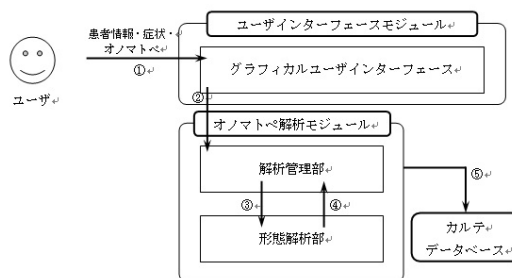 ユーザインターフェースモジュール
患者情報・症状・
オノマトペ
①
グラフィカルユーザインターフェース
ユーザ
②
オノマトペ解析モジュール
解析管理部
⑤
③
④
カルテ
データベース
形態解析部